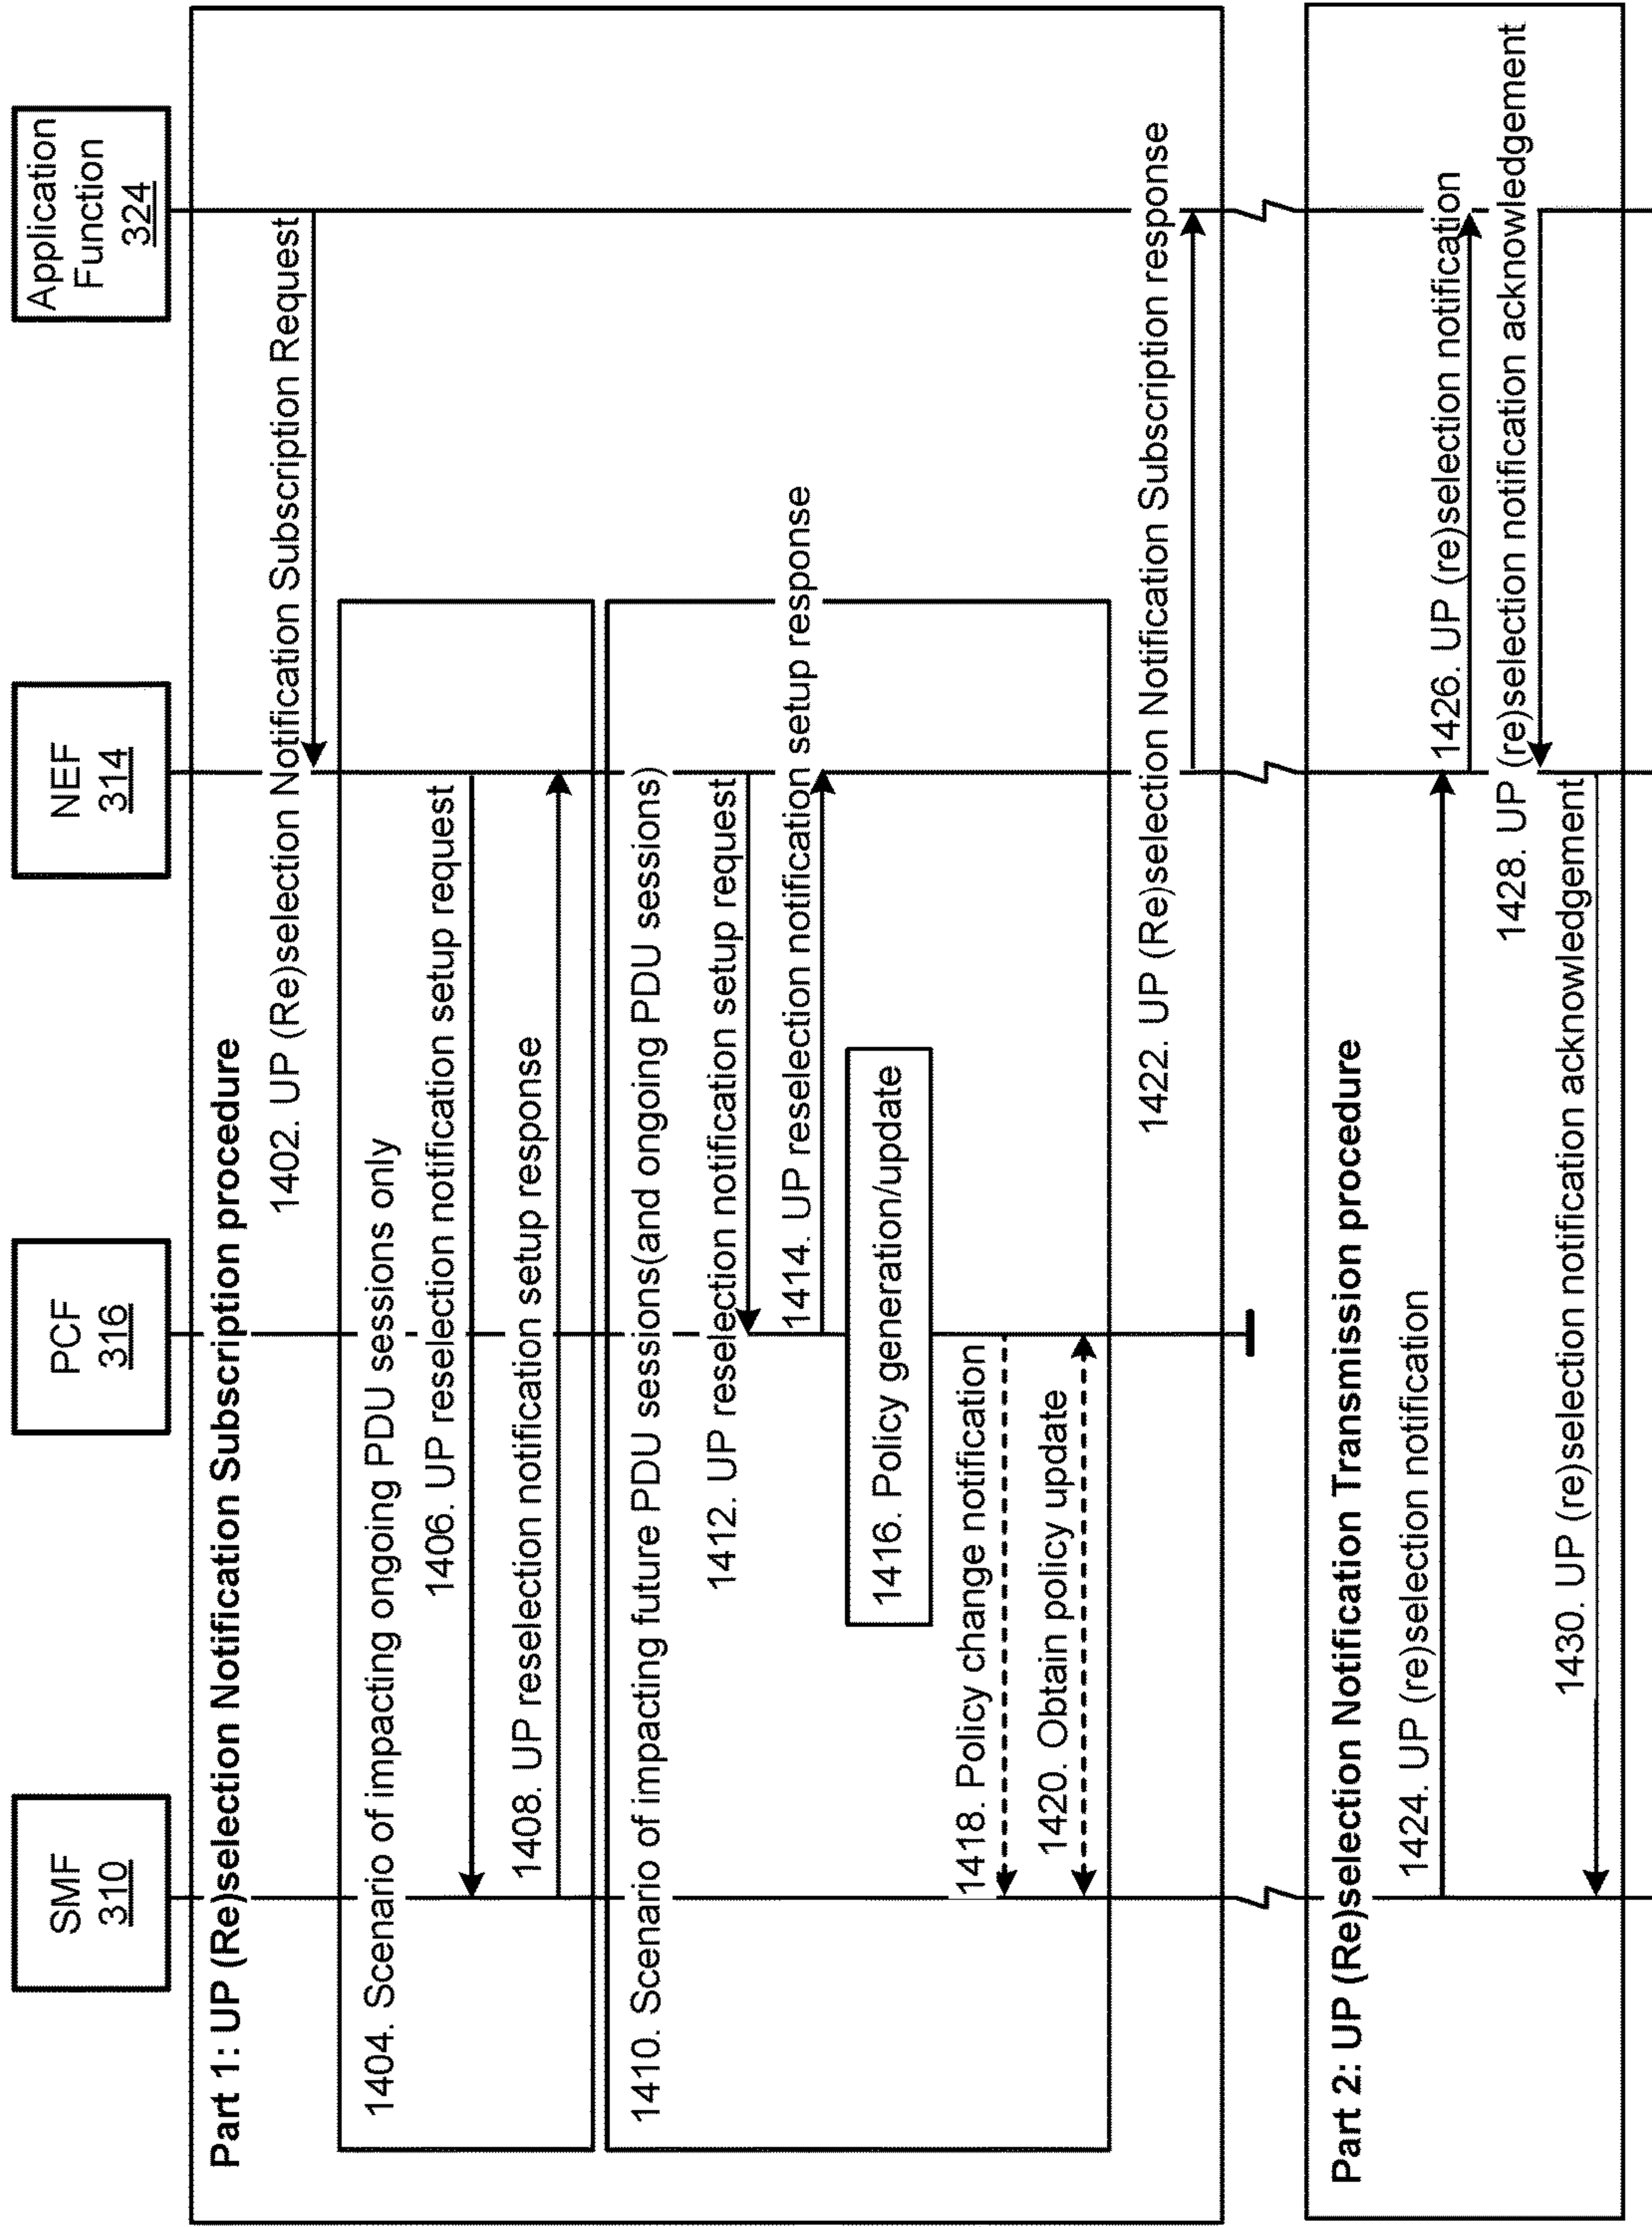 SMF
310
PCF
316
NEF
314
Application
Function
324
Part 1: UP (Re)selection Notification Subscription procedure
1402. UP (Re)selection Notification Subscription Request
1404. Scenario of impacting ongoing PDU sessions only
1406. UP reselection notification setup request
1408. UP reselection notification setup response
1410. Scenario of impacting future PDU sessions(and ongoing PDU sessions)
1412. UP reselection notification setup request
1414. UP reselection notification setup response
1416. Policy generation/update
1418. Policy change notification
1420. Obtain policy update
1422. UP (Re)selection Notification Subscription response
Part 2: UP (Re)selection Notification Transmission procedure
1424. UP (re)selection notification
1426. UP (re)selection notification
1428. UP (re)selection notification acknowledgement
1430. UP (re)selection notification acknowledgement